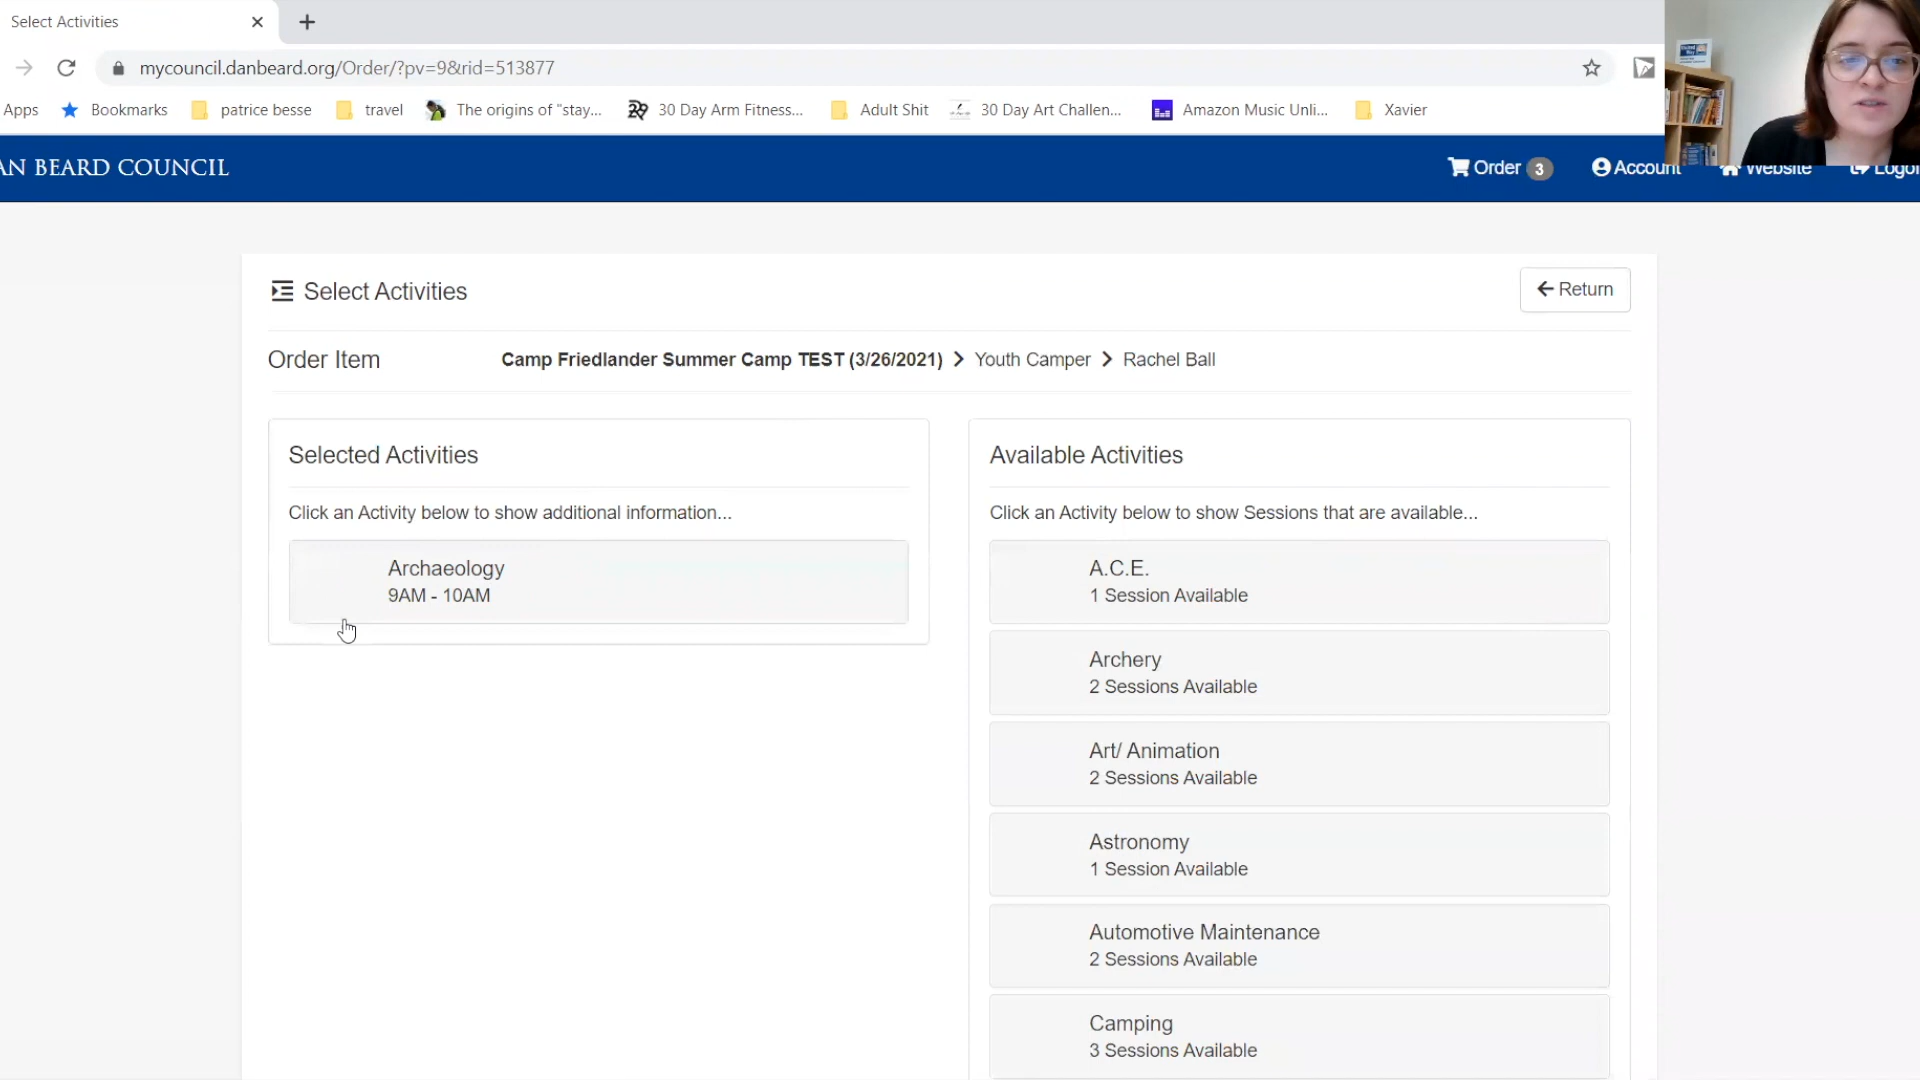 Select Activities
mycouncil.danbeard.org/Order/?pv=9&rid=513877
Apps Bookmarks patrice besse travel The origins of "stay... 30 Day Arm Fitness... Adult Shit 30 Day Art Challen... Amazon Music Unli... Xavier
AN BEARD COUNCIL Order 3 Account Website Logo
Select Activities Return
Order Item Camp Friedlander Summer Camp TEST (3/26/2021) > Youth Camper > Rachel Ball
Selected Activities
Click an Activity below to show additional information...
Archaeology
9AM - 10AM
Available Activities
Click an Activity below to show Sessions that are available...
A.C.E.
1 Session Available
Archery
2 Sessions Available
Art/ Animation
2 Sessions Available
Astronomy
1 Session Available
Automotive Maintenance
2 Sessions Available
Camping
3 Sessions Available